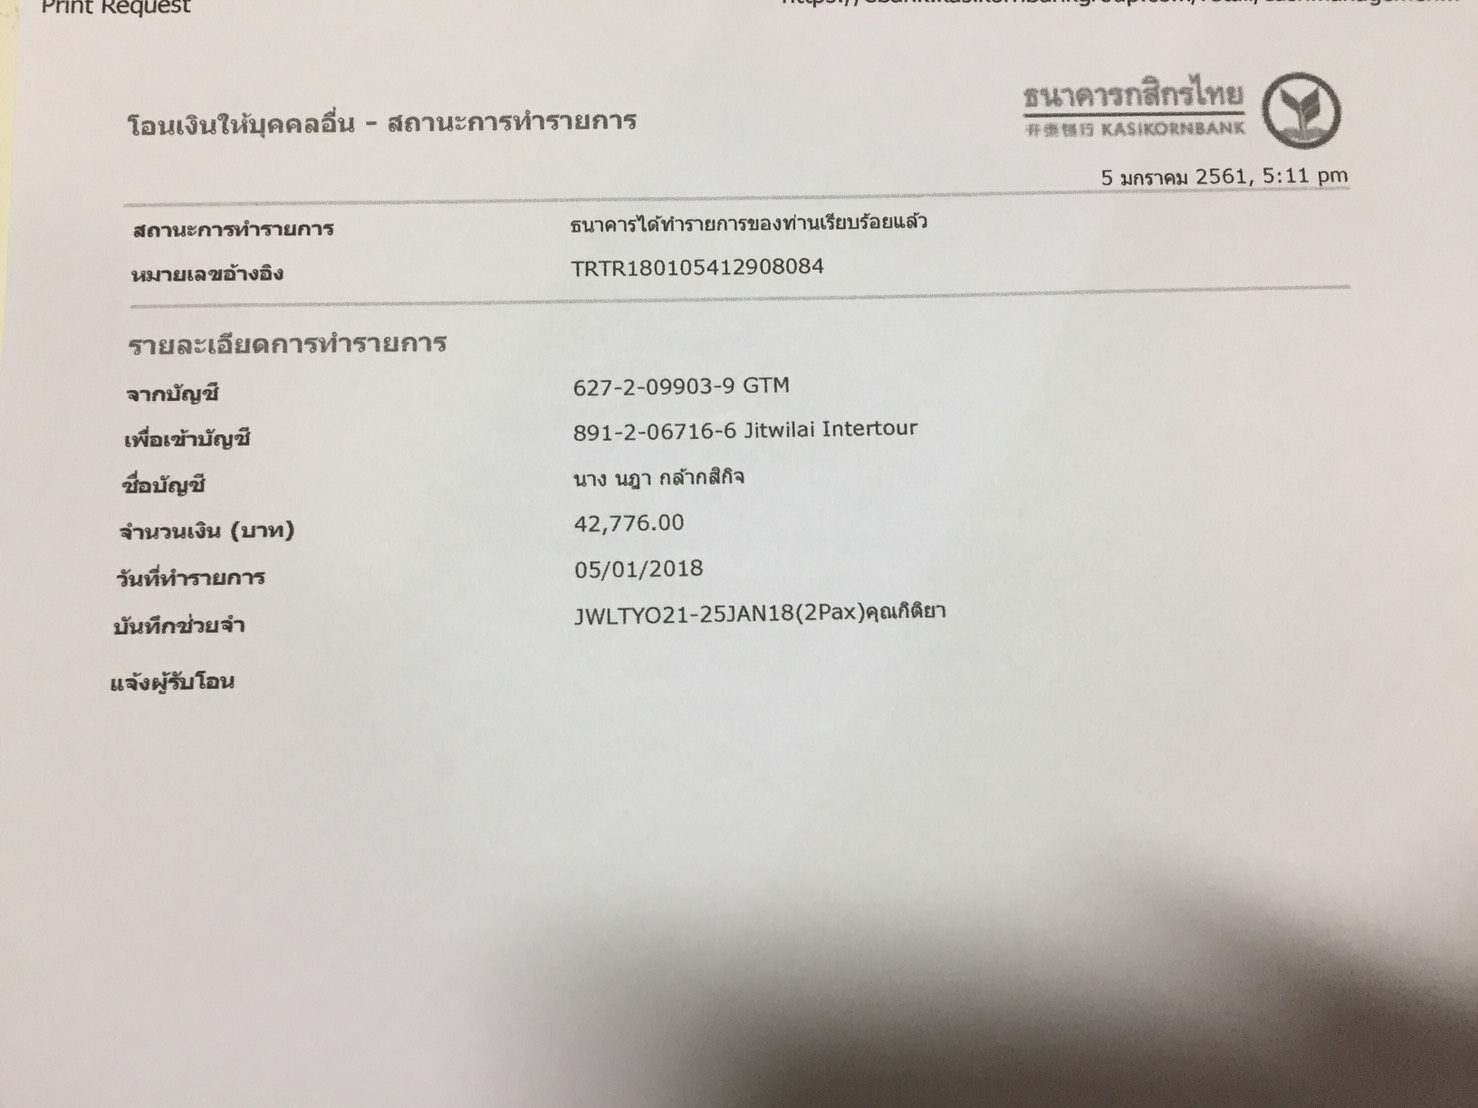 Print Request
โอนเงินให้บุคคลอื่น - สถานะการทำรายการ
ธนาคารกสิกรไทย
开泰银行 KASIKORNBANK
5 มกราคม 2561, 5:11 pm
สถานะการทำรายการ ธนาคารได้ทำรายการของท่านเรียบร้อยแล้ว
หมายเลขอ้างอิง TRTR180105412908084
รายละเอียดการทำรายการ
จากบัญชี 627-2-09903-9 GTM
เพื่อเข้าบัญชี 891-2-06716-6 Jitwilai Intertour
ชื่อบัญชี นาง นฎา กล้ากสิกิจ
จำนวนเงิน (บาท) 42,776.00
วันที่ทำรายการ 05/01/2018
บันทึกช่วยจำ JWLTYO21-25JAN18(2Pax)คุณกิติยา
แจ้งผู้รับโอน